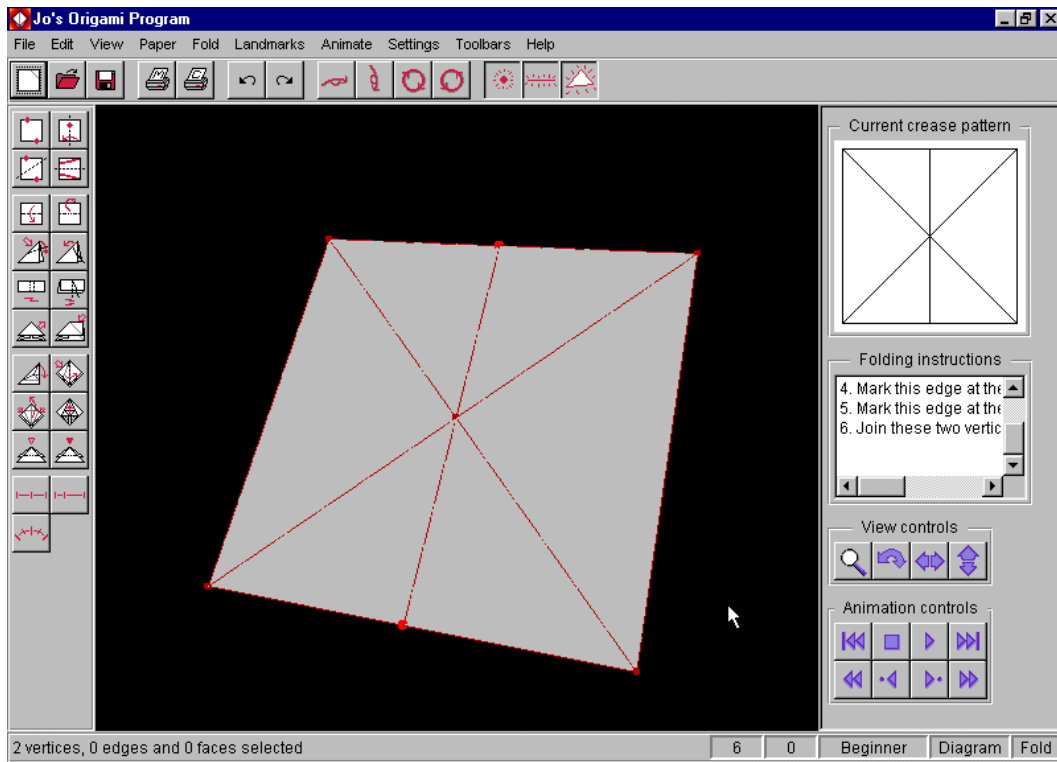 Jo's Origami Program
File Edit View Paper Fold Landmarks Animate Settings Toolbars Help
Current crease pattern
Folding instructions
4. Mark this edge at the
5. Mark this edge at the
6. Join these two vertic
View controls
Animation controls
2 vertices, 0 edges and 0 faces selected 6 0 Beginner Diagram Fold